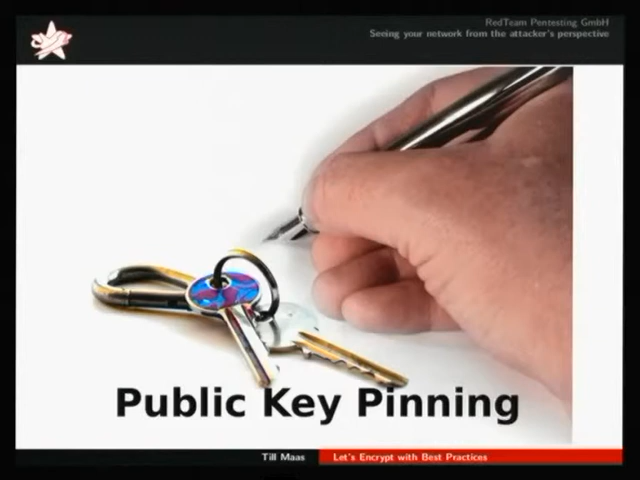 RedTeam Pentesting GmbH
Seeing your network from the attacker's perspective
Public Key Pinning
Till Maas
Let's Encrypt with Best Practices